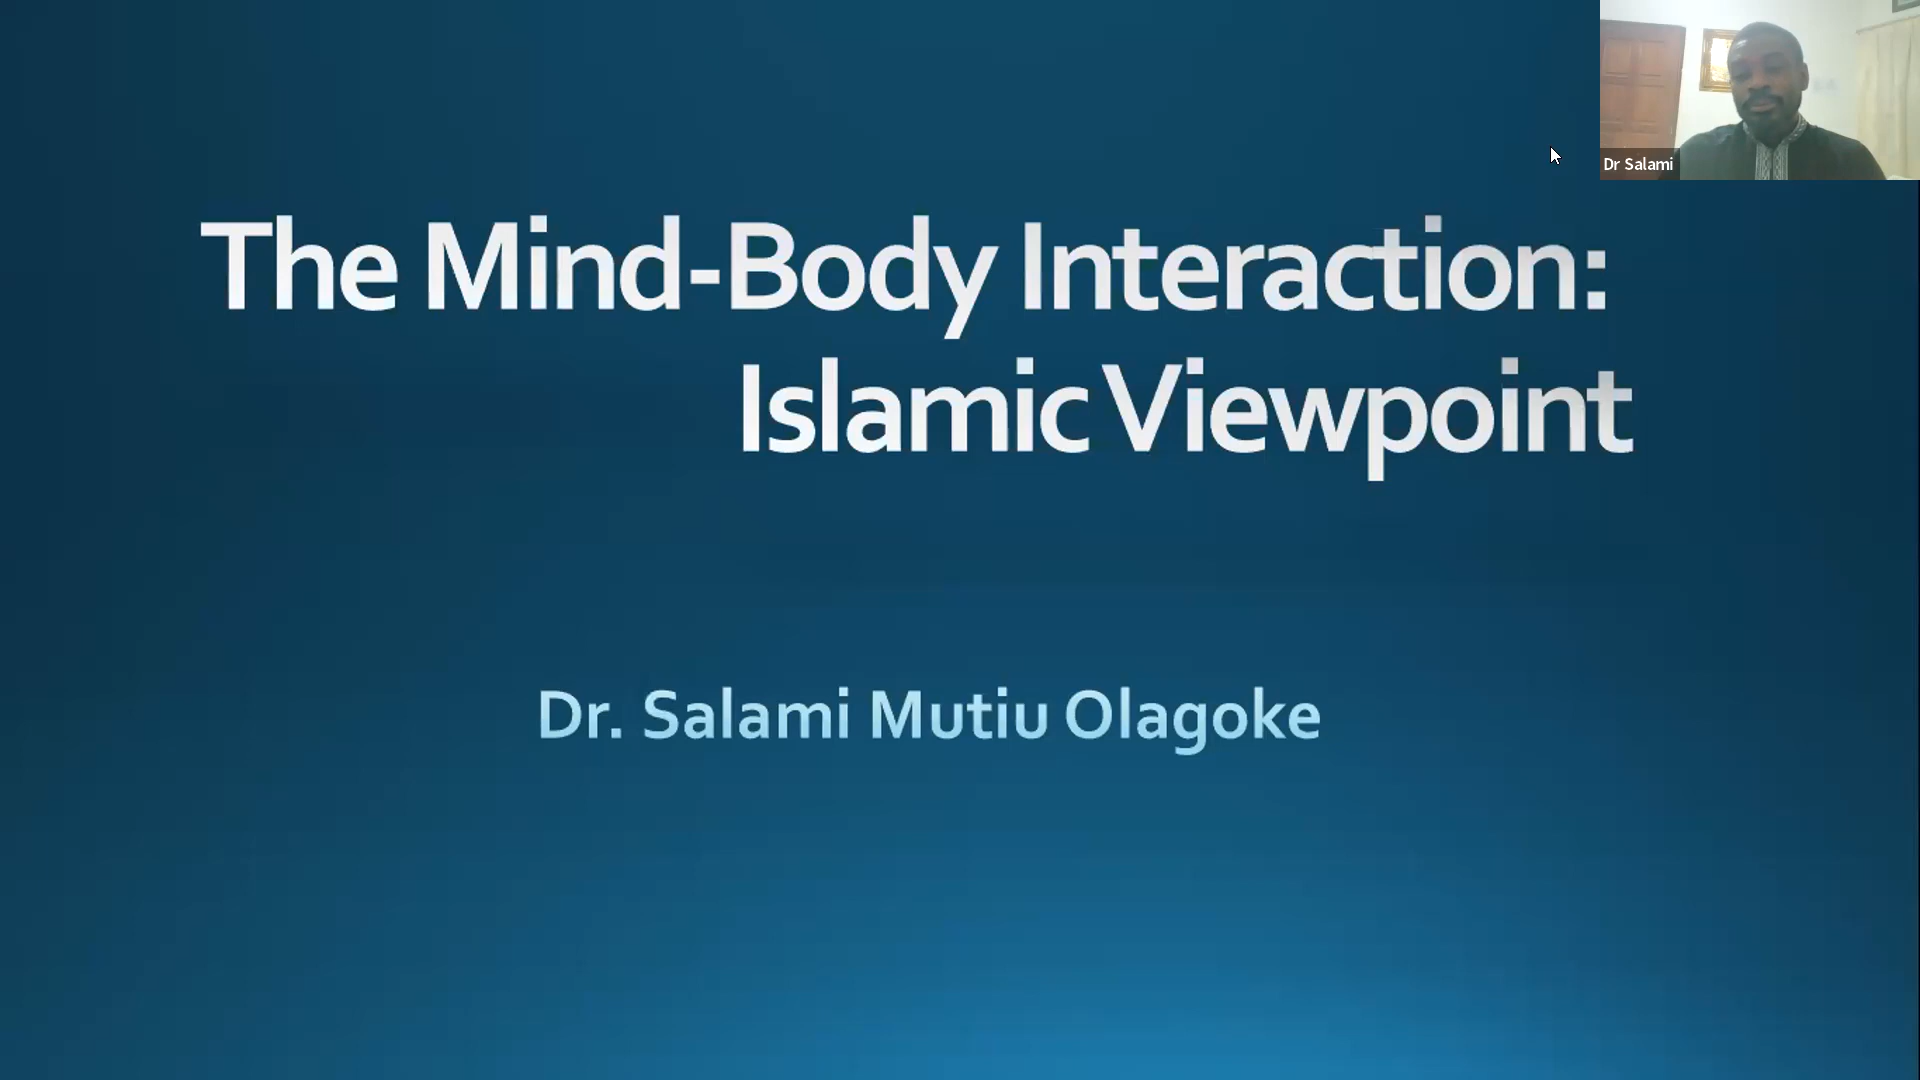 Dr Salami
The Mind-Body Interaction:
Islamic Viewpoint
Dr. Salami Mutiu Olagoke